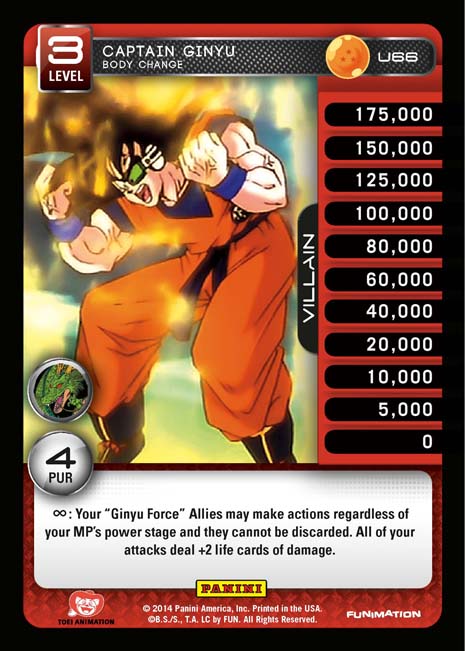 3
LEVEL
CAPTAIN GINYU
BODY CHANGE
U66
175,000
150,000
125,000
100,000
80,000
60,000
40,000
20,000
10,000
5,000
0
VILLAIN
4
PUR
∞: Your “Ginyu Force” Allies may make actions regardless of
your MP’s power stage and they cannot be discarded. All of your
attacks deal +2 life cards of damage.
PANINI
TOEI ANIMATION
© 2014 Panini America, Inc. Printed in the USA.
©B.S./S., T.A. LC by FUN. All Rights Reserved.
FUNIMATION